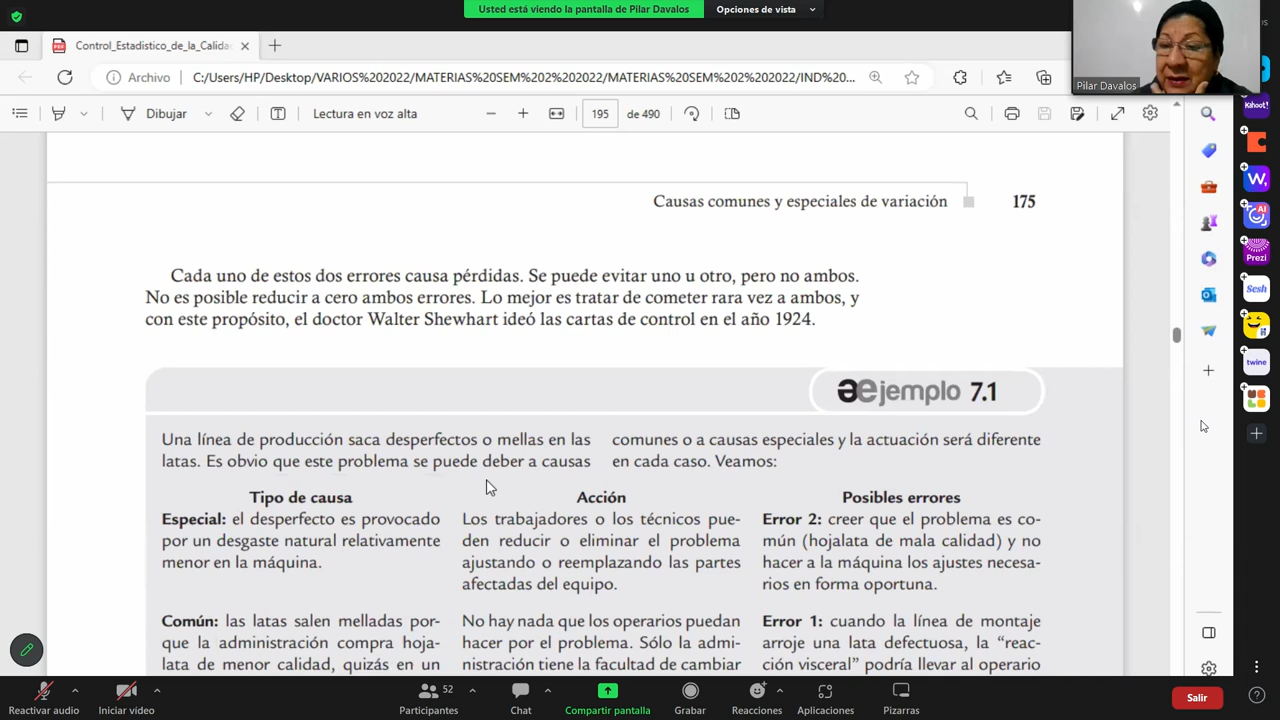 Usted está viendo la pantalla de Pilar Davalos
Opciones de vista
Control_Estadistico_de_la_Calida
Pilar Davalos
Archivo
C:/Users/HP/Desktop/VARIOS%202022/MATERIAS%20SEM%202%202022/MATERIAS%20SEM%202%202022/IND%20...
Dibujar
Lectura en voz alta
195
de 490
Causas comunes y especiales de variación
175
Cada uno de estos dos errores causa pérdidas. Se puede evitar uno u otro, pero no ambos.
No es posible reducir a cero ambos errores. Lo mejor es tratar de cometer rara vez a ambos, y
con este propósito, el doctor Walter Shewhart ideó las cartas de control en el año 1924.
ejemplo 7.1
Una línea de producción saca desperfectos o mellas en las
latas. Es obvio que este problema se puede deber a causas
comunes o a causas especiales y la actuación será diferente
en cada caso. Veamos:
Tipo de causa
Especial: el desperfecto es provocado
por un desgaste natural relativamente
menor en la máquina.
Común: las latas salen melladas por-
que la administración compra hoja-
lata de menor calidad, quizás en un
Acción
Los trabajadores o los técnicos pue-
den reducir o eliminar el problema
ajustando o reemplazando las partes
afectadas del equipo.
No hay nada que los operarios puedan
hacer por el problema. Sólo la admi-
nistración tiene la facultad de cambiar
Posibles errores
Error 2: creer que el problema es co-
mún (hojalata de mala calidad) y no
hacer a la máquina los ajustes necesa-
rios en forma oportuna.
Error 1: cuando la línea de montaje
arroje una lata defectuosa, la “reac-
ción visceral” podría llevar al operario
Kahoot!
W,
AI
Prezi
Sesh
twine
Reactivar audio
Iniciar video
Participantes
52
Chat
Compartir pantalla
Grabar
Reacciones
Aplicaciones
Pizarras
Salir